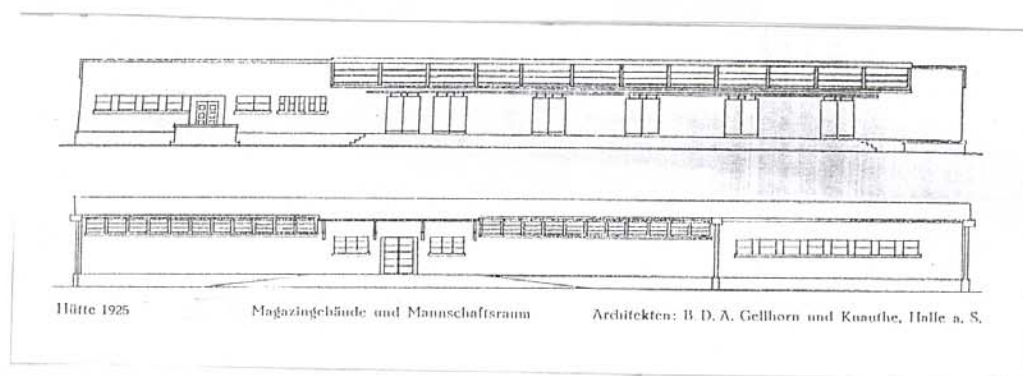 Hütte 1925 Magazingebäude und Mannschaftsraum Architekten: B. D. A. Gellhorn und Knauthe, Halle a. S.